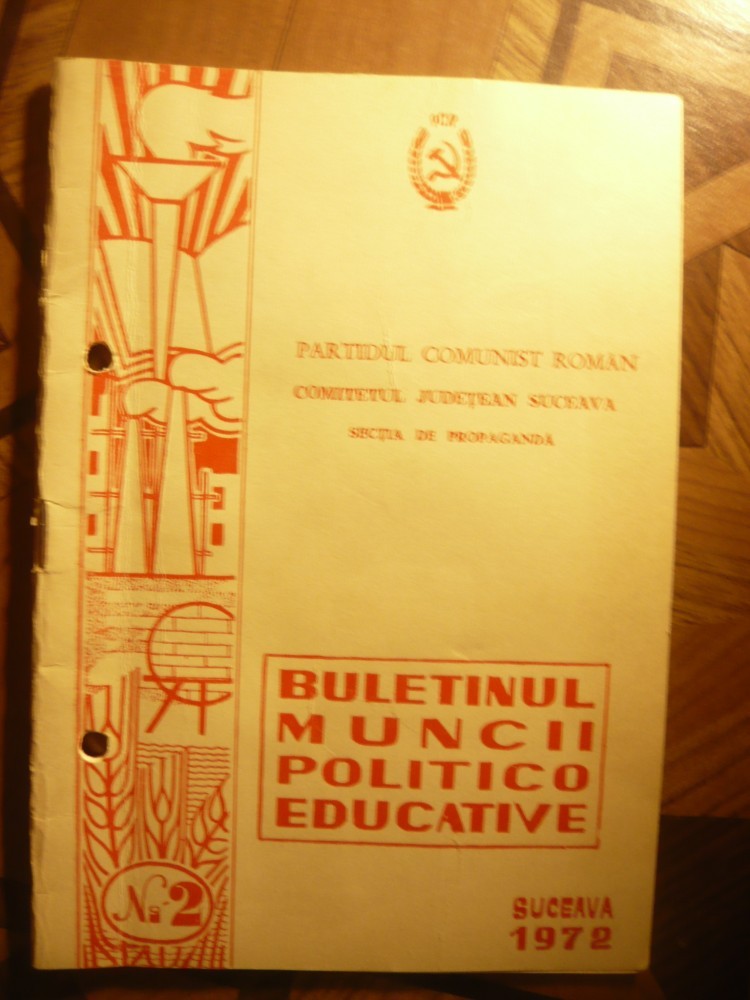 PCR
PARTIDUL COMUNIST ROMÂN
COMITETUL JUDEȚEAN SUCEAVA
SECȚIA DE PROPAGANDĂ
BULETINUL
MUNCII
POLITICO
EDUCATIVE
Nr. 2
SUCEAVA
1972